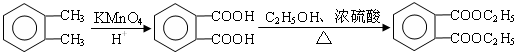 CH₃
CH₃
KMnO₄
H⁺
COOH
COOH
C₂H₅OH、浓硫酸
△
COOC₂H₅
COOC₂H₅